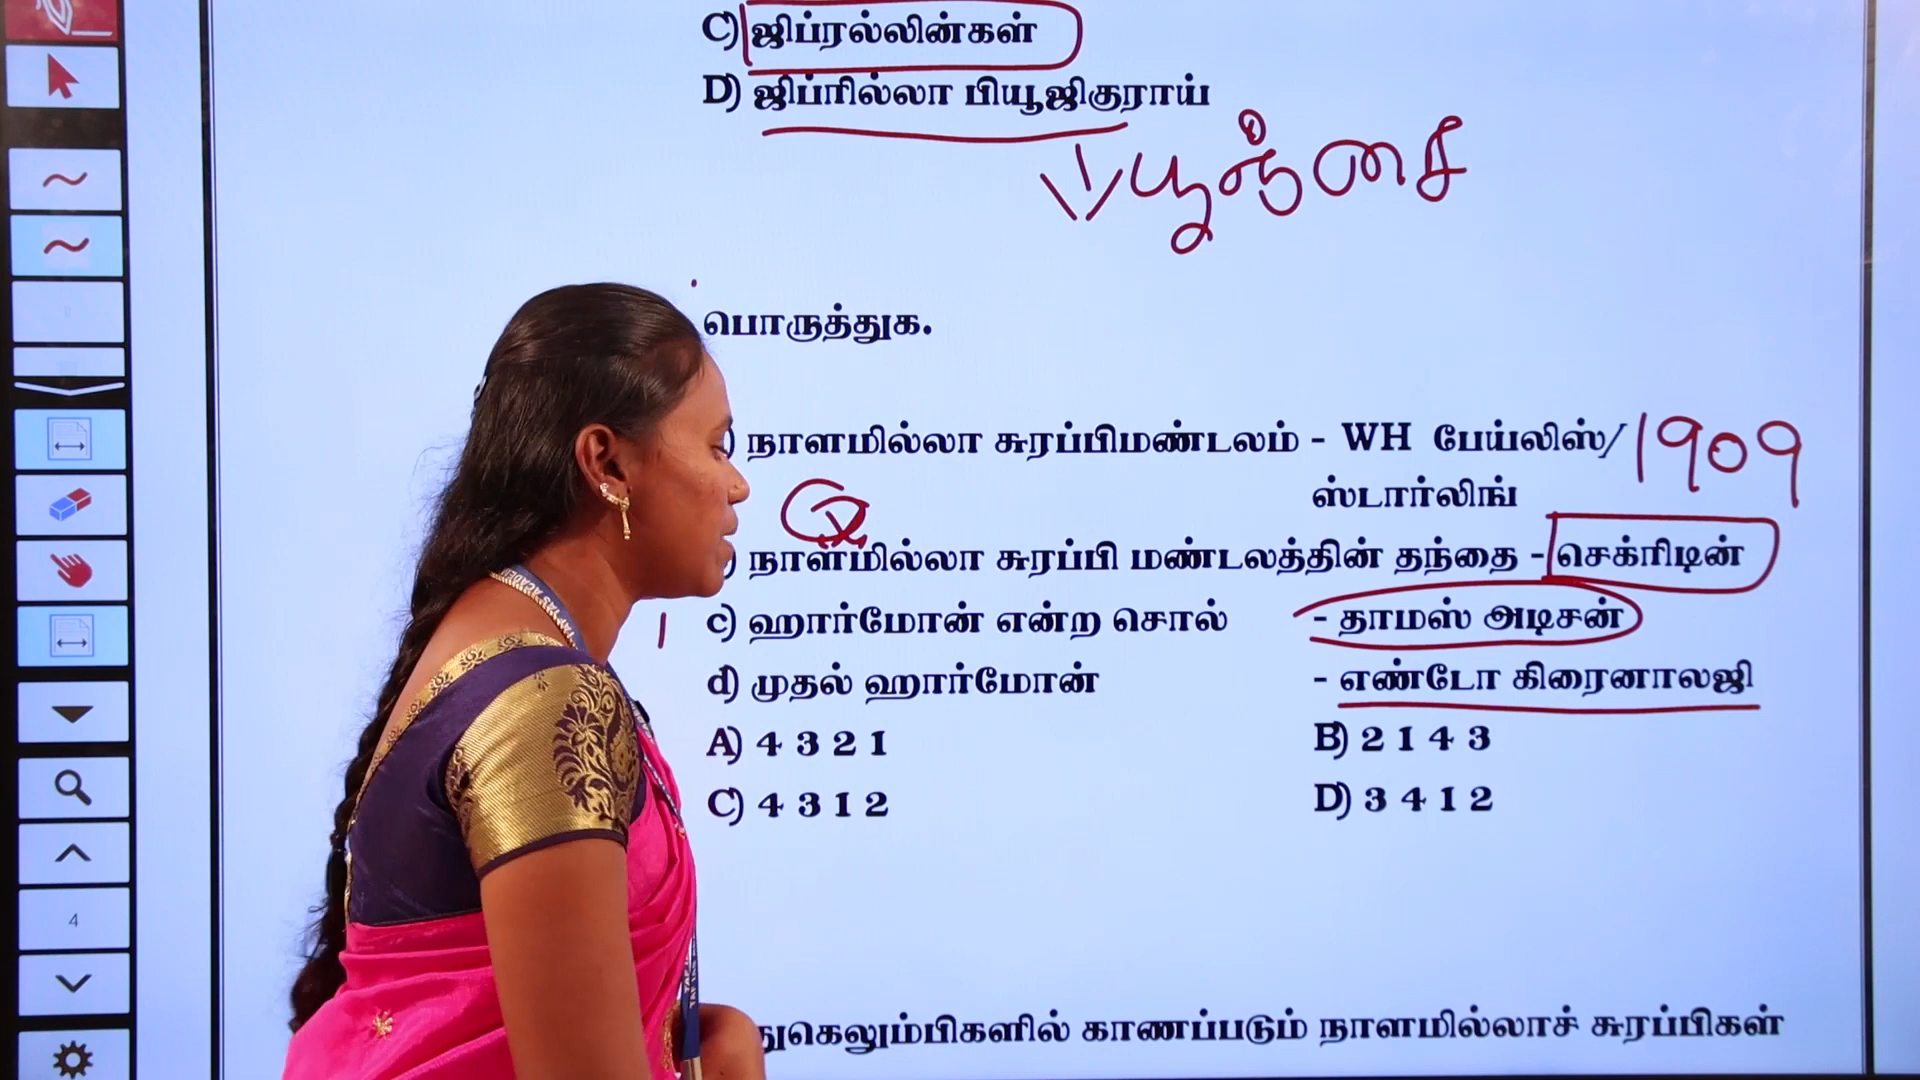 C) ஜிப்ரல்லின்கள்
D) ஜிப்ரில்லா பியூஜிகுராய்
பூஞ்சை
பொருத்துக.
) நாளமில்லா சுரப்பிமண்டலம் - WH பேய்லிஸ்/ 1909
ஸ்டார்லிங்
) நாளமில்லா சுரப்பி மண்டலத்தின் தந்தை - செக்ரிடின்
1 c) ஹார்மோன் என்ற சொல் - தாமஸ் அடிசன்
d) முதல் ஹார்மோன் - எண்டோ கிரைனாலஜி
A) 4 3 2 1 B) 2 1 4 3
C) 4 3 1 2 D) 3 4 1 2
4
துகெலும்பிகளில் காணப்படும் நாளமில்லாச் சுரப்பிகள்